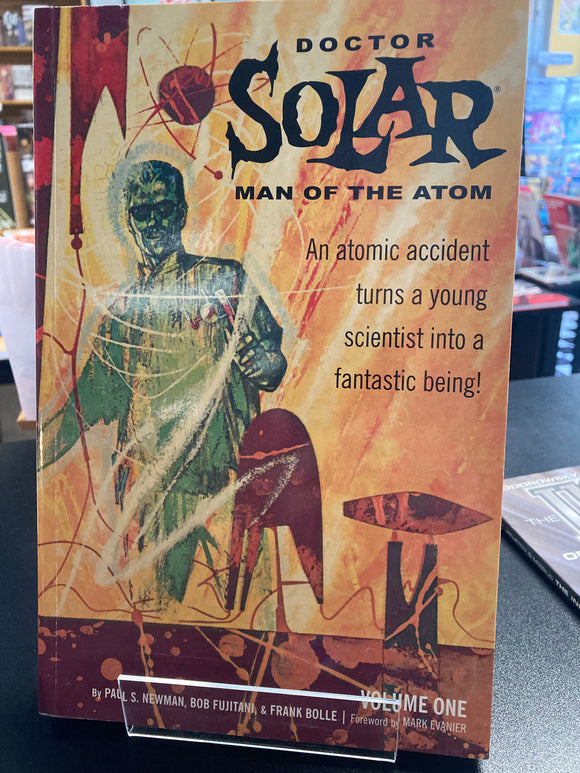 DOCTOR
SOLAR®
MAN OF THE ATOM
An atomic accident
turns a young
scientist into a
fantastic being!
VOLUME ONE
By PAUL S. NEWMAN, BOB FUJITANI, & FRANK BOLLE | Foreword by MARK EVANIER
THE